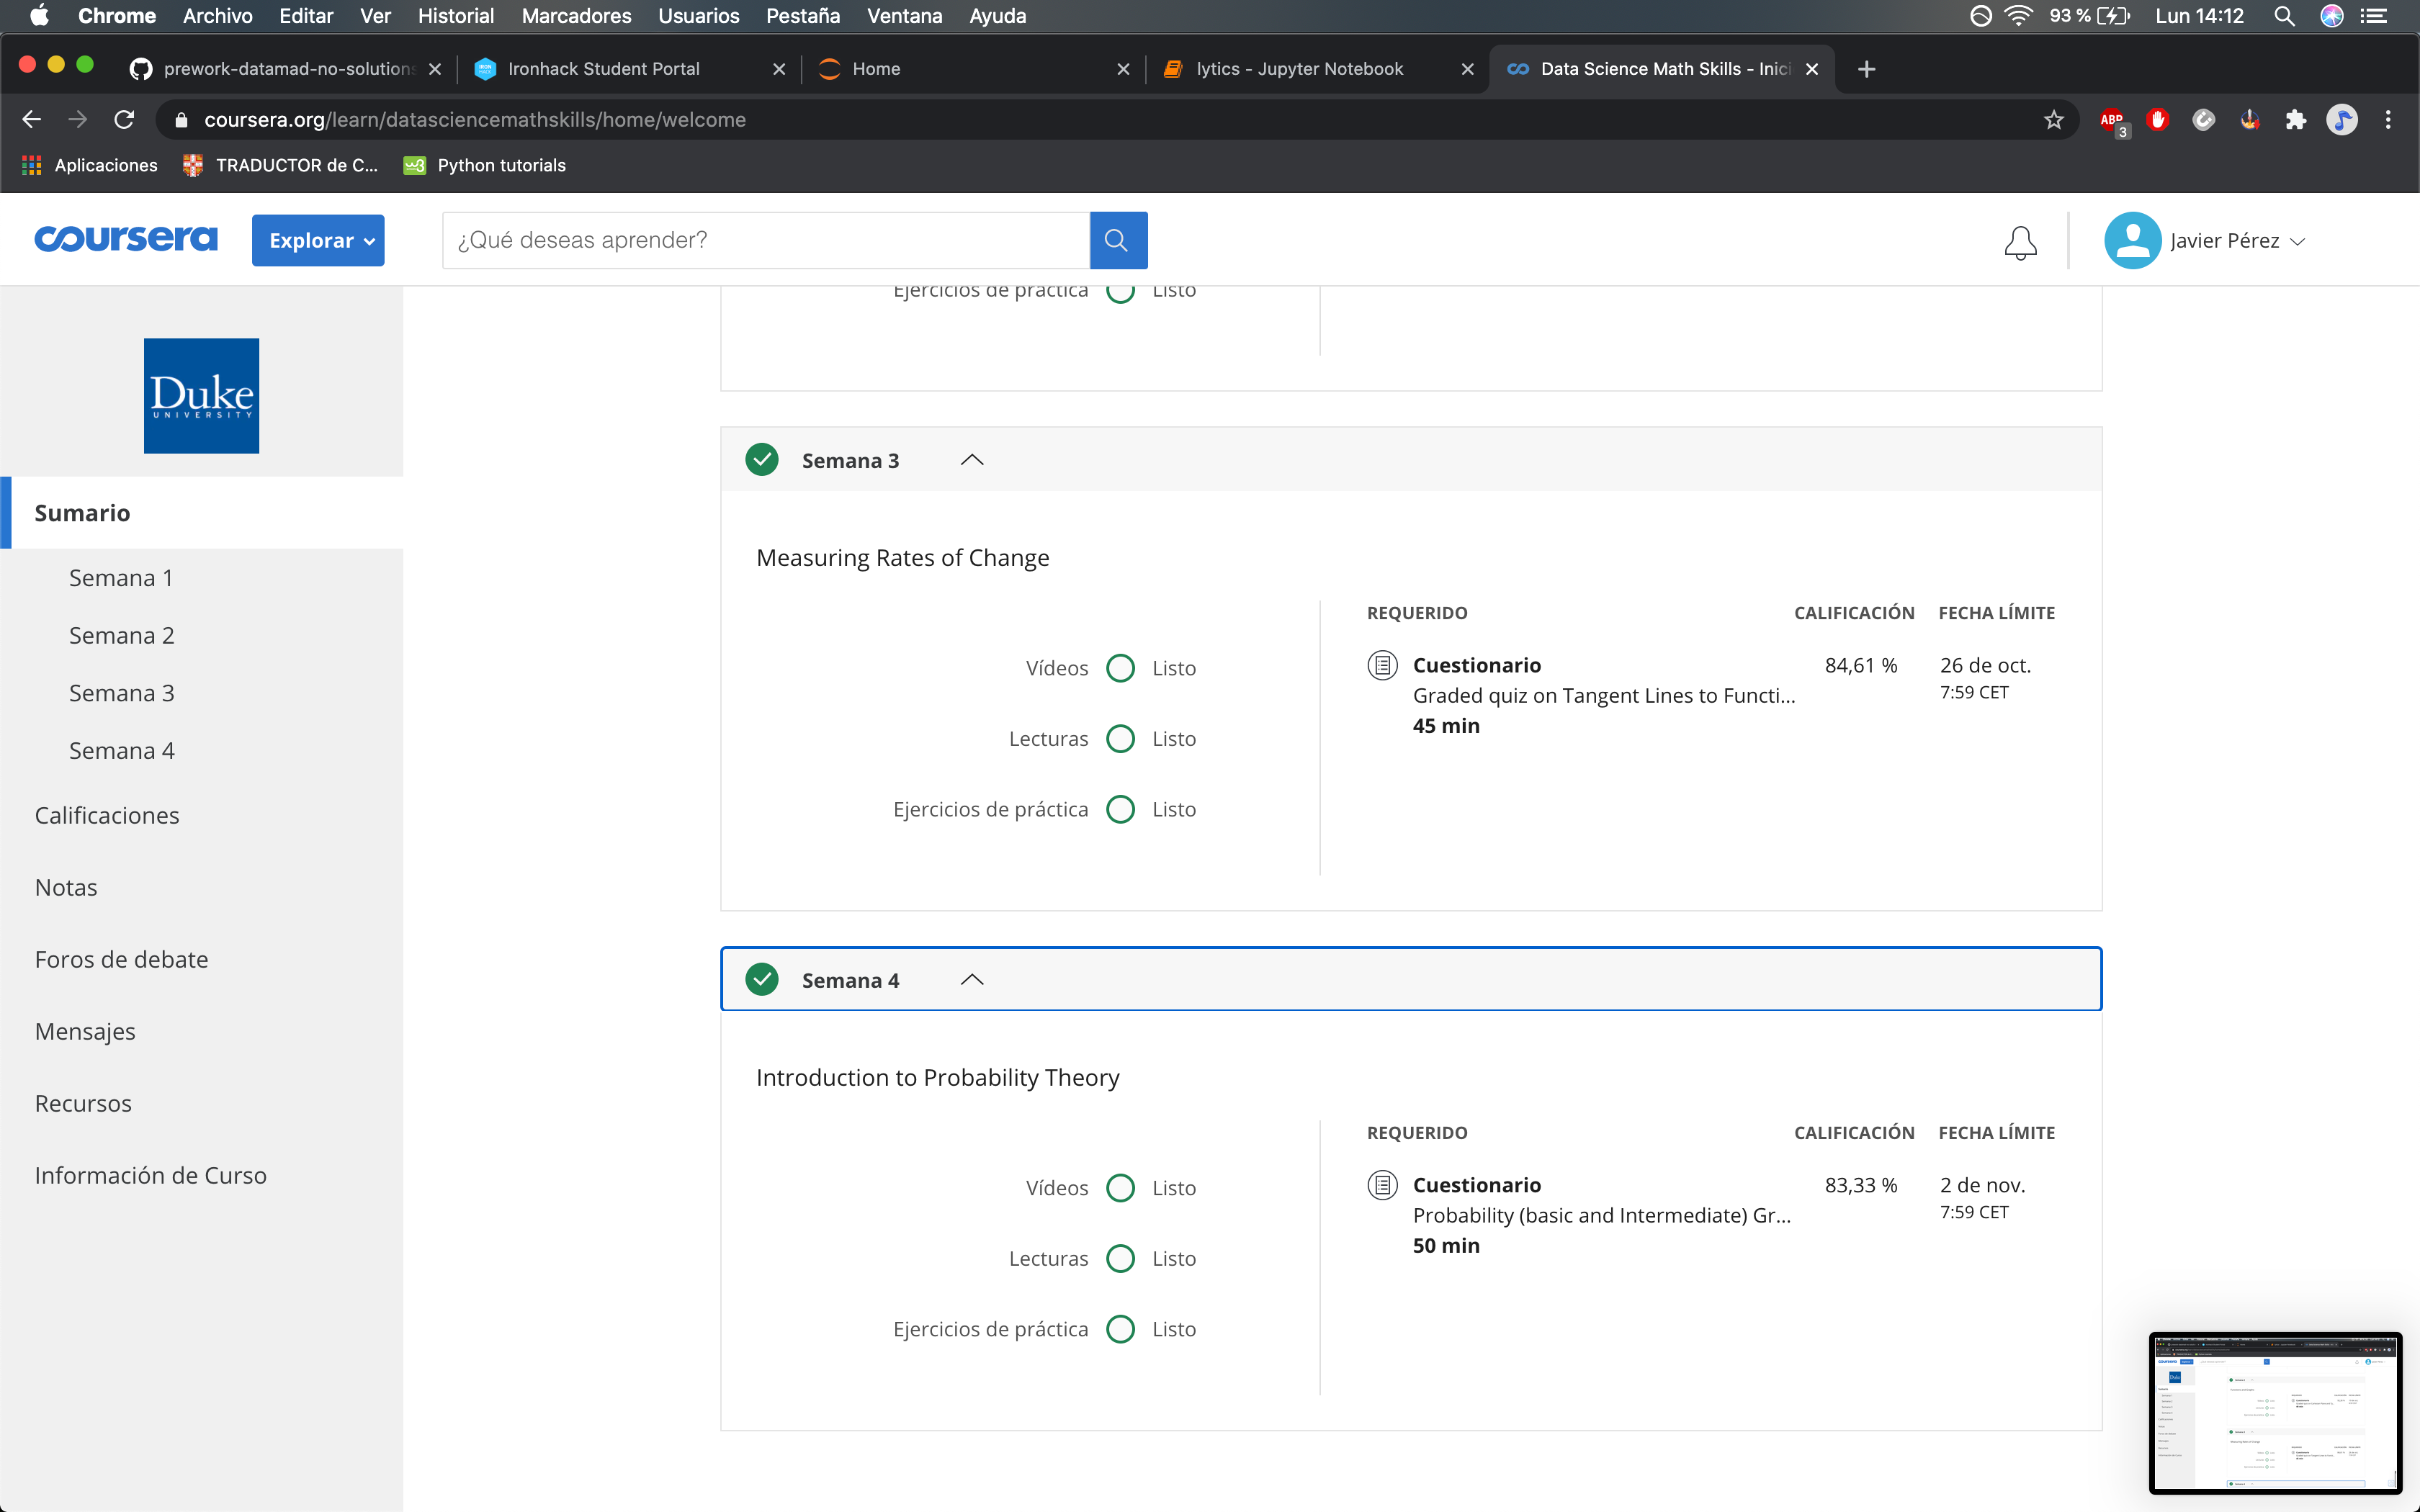 Chrome Archivo Editar Ver Historial Marcadores Usuarios Pestaña Ventana Ayuda 93 % Lun 14:12
prework-datamad-no-solutions Ironhack Student Portal Home lytics - Jupyter Notebook Data Science Math Skills - Inici
coursera.org/learn/datasciencemathskills/home/welcome ABP 3
Aplicaciones TRADUCTOR de C... w3 Python tutorials
coursera Explorar ¿Qué deseas aprender? Javier Pérez
Ejercicios de práctica Listo
Duke
UNIVERSITY
Sumario
Semana 1
Semana 2
Semana 3
Semana 4
Calificaciones
Notas
Foros de debate
Mensajes
Recursos
Información de Curso
Semana 3
Measuring Rates of Change
Vídeos Listo
Lecturas Listo
Ejercicios de práctica Listo
REQUERIDO CALIFICACIÓN FECHA LÍMITE
Cuestionario 84,61 % 26 de oct.
Graded quiz on Tangent Lines to Functi... 7:59 CET
45 min
Semana 4
Introduction to Probability Theory
Vídeos Listo
Lecturas Listo
Ejercicios de práctica Listo
REQUERIDO CALIFICACIÓN FECHA LÍMITE
Cuestionario 83,33 % 2 de nov.
Probability (basic and Intermediate) Gr... 7:59 CET
50 min